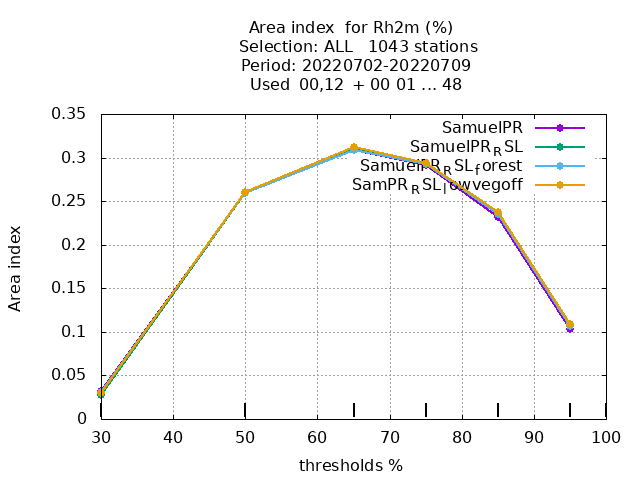 Area index  for Rh2m (%)
Selection: ALL   1043 stations
Period: 20220702-20220709
Used  00,12  + 00 01 ... 48
0.35
0.3
0.25
0.2
0.15
0.1
0.05
0
Area index
SamuelPR
SamuelPR_RSL
SamuelPR_RSL_forest
SamPR_RSL_lowvegoff
30 40 50 60 70 80 90 100
thresholds %